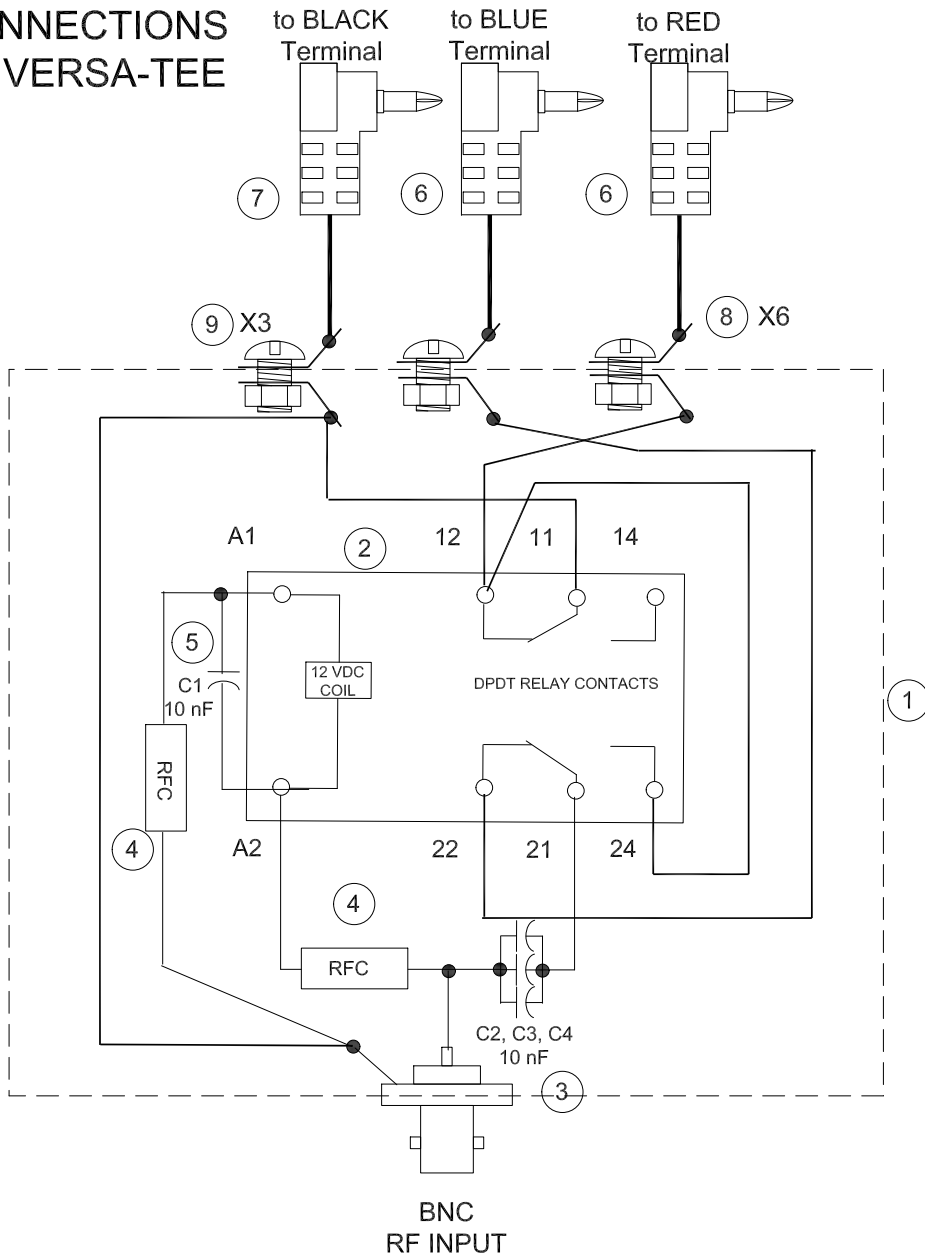 NNECTIONS
VERSA-TEE
to BLACK
Terminal
to BLUE
Terminal
to RED
Terminal
7
6
6
9 X3
8 X6
A1
2
12
11
14
5
C1
10 nF
12 VDC
COIL
DPDT RELAY CONTACTS
1
RFC
4
A2
22
21
24
4
RFC
C2, C3, C4
10 nF
3
BNC
RF INPUT